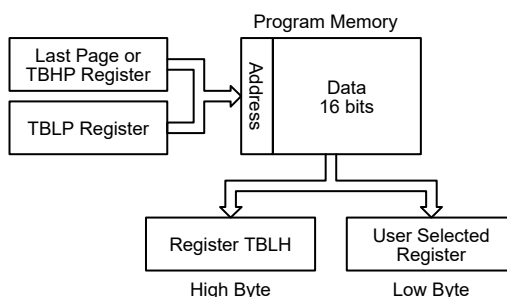 Program Memory
Last Page or
TBHP Register
TBLP Register
Address
Data
16 bits
Register TBLH
User Selected
Register
High Byte
Low Byte